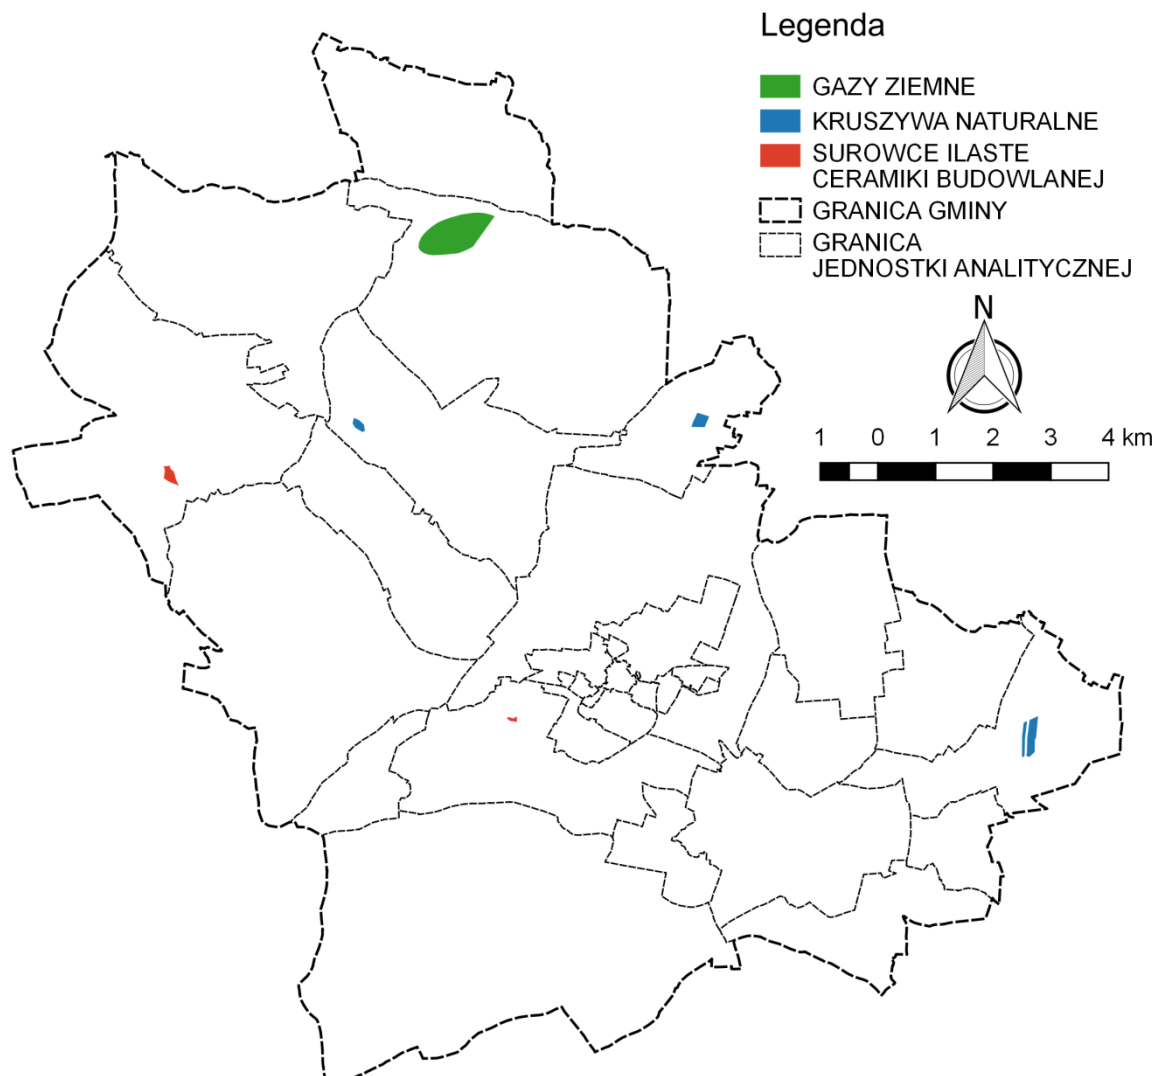 Legenda
GAZY ZIEMNE
KRUSZYWA NATURALNE
SUROWCE ILASTE
CERAMIKI BUDOWLANEJ
GRANICA GMINY
GRANICA
JEDNOSTKI ANALITYCZNEJ
N
1 0 1 2 3 4 km